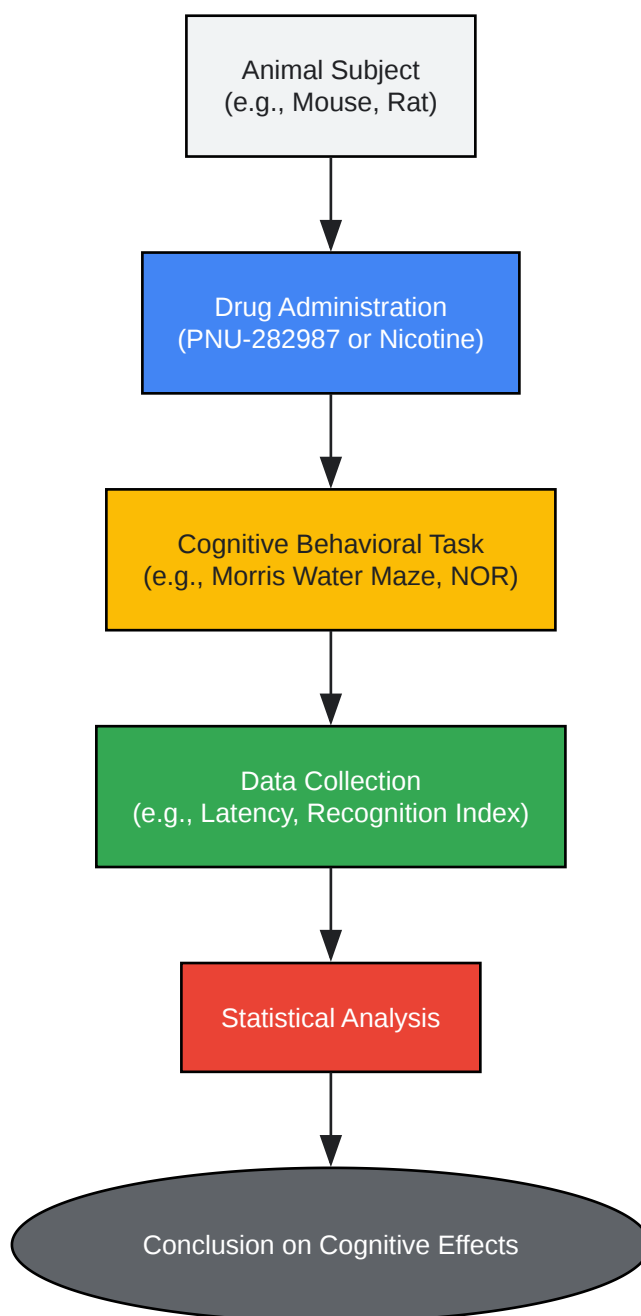 Animal Subject
(e.g., Mouse, Rat)
Drug Administration
(PNU-282987 or Nicotine)
Cognitive Behavioral Task
(e.g., Morris Water Maze, NOR)
Data Collection
(e.g., Latency, Recognition Index)
Statistical Analysis
Conclusion on Cognitive Effects